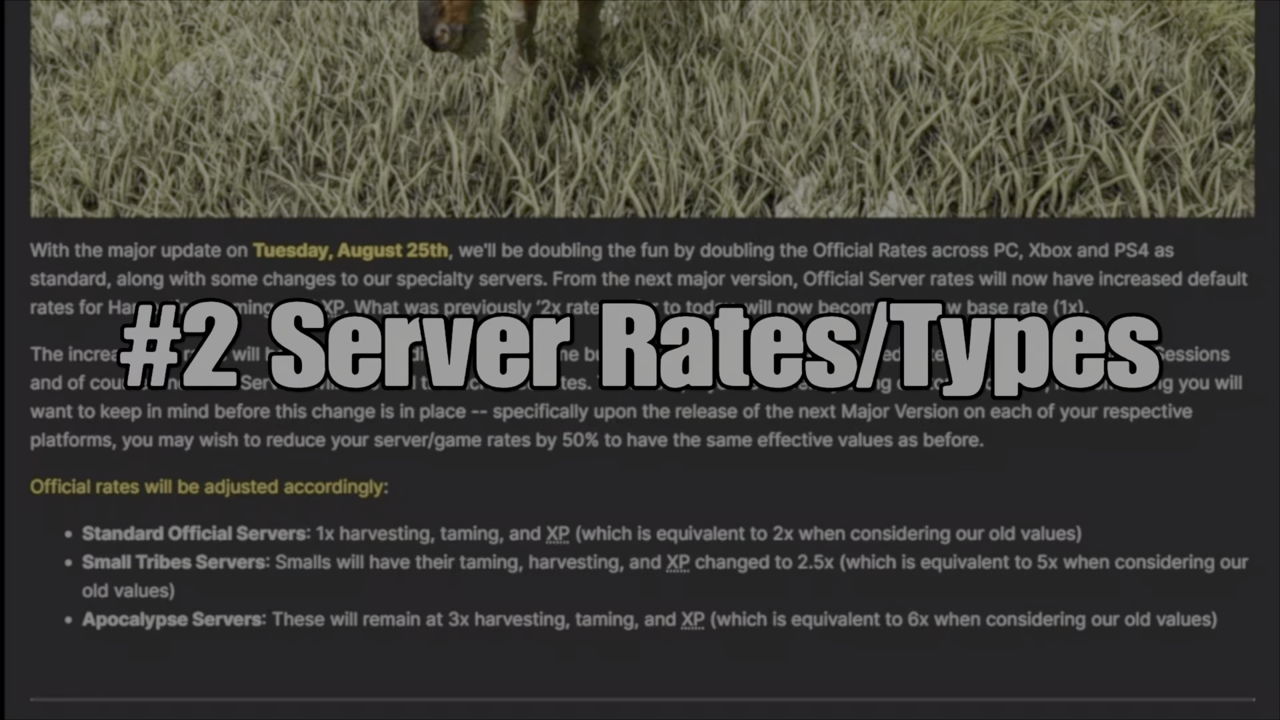 With the major update on Tuesday, August 25th, we'll be doubling the fun by doubling the Official Rates across PC, Xbox and PS4 as
standard, along with some changes to our specialty servers. From the next major version, Official Server rates will now have increased default
rates for XP. What was previously '2x to will now base rate (1x).
#2 Server Rates/Types
The will Sessions
and of you will
want to keep in mind before this change is in place -- specifically upon the release of the next Major Version on each of your respective
platforms, you may wish to reduce your server/game rates by 50% to have the same effective values as before.
Official rates will be adjusted accordingly:
• Standard Official Servers: 1x harvesting, taming, and XP (which is equivalent to 2x when considering our old values)
• Small Tribes Servers: Smalls will have their taming, harvesting, and XP changed to 2.5x (which is equivalent to 5x when considering our
old values)
• Apocalypse Servers: These will remain at 3x harvesting, taming, and XP (which is equivalent to 6x when considering our old values)